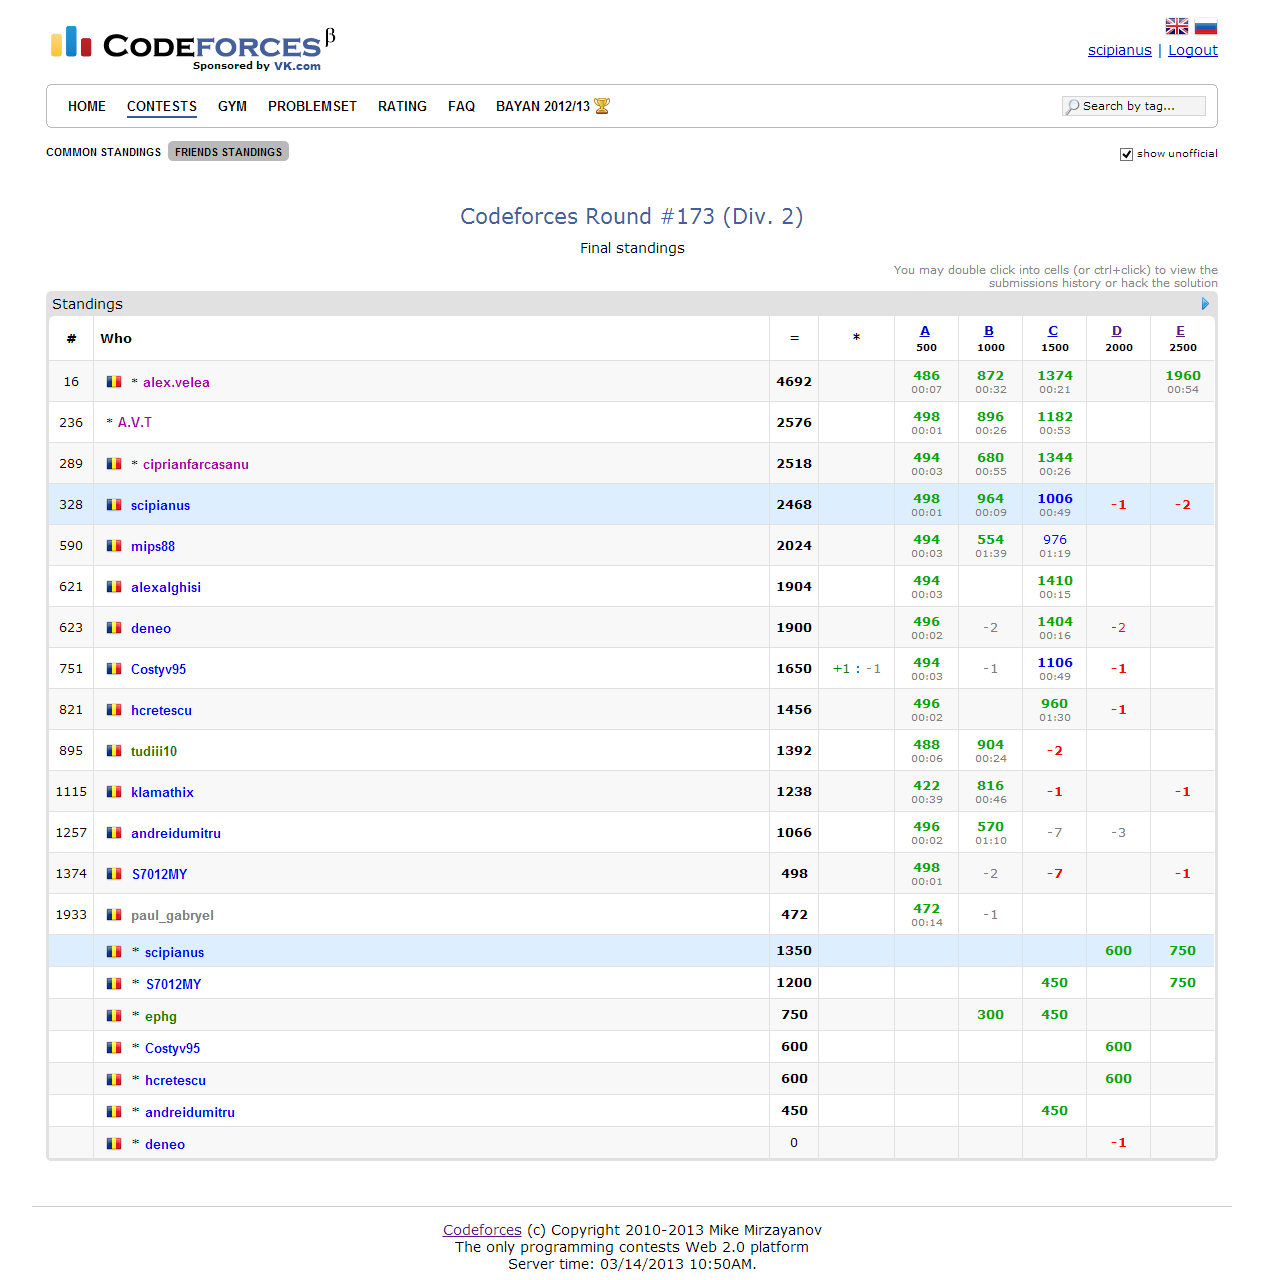 CODEFORCES β
Sponsored by VK.com
scipianus | Logout
HOME CONTESTS GYM PROBLEMSET RATING FAQ BAYAN 2012/13 Search by tag...
COMMON STANDINGS FRIENDS STANDINGS show unofficial
Codeforces Round #173 (Div. 2)
Final standings
You may double click into cells (or ctrl+click) to view the
submissions history or hack the solution
Standings
# Who = * A B C D E
500 1000 1500 2000 2500
16 * alex.velea 4692 486 872 1374 1960
00:07 00:32 00:21 00:54
236 * A.V.T 2576 498 896 1182
00:01 00:26 00:53
289 * ciprianfarcasanu 2518 494 680 1344
00:03 00:55 00:26
328 scipianus 2468 498 964 1006 -1 -2
00:01 00:09 00:49
590 mips88 2024 494 554 976
00:03 01:39 01:19
621 alexalghisi 1904 494 1410
00:03 00:15
623 deneo 1900 496 -2 1404 -2
00:02 00:16
751 Costyv95 1650 +1 : -1 494 -1 1106 -1
00:03 00:49
821 hcretescu 1456 496 960 -1
00:02 01:30
895 tudiii10 1392 488 904 -2
00:06 00:24
1115 klamathix 1238 422 816 -1 -1
00:39 00:46
1257 andreidumitru 1066 496 570 -7 -3
00:02 01:10
1374 S7012MY 498 498 -2 -7 -1
00:01
1933 paul_gabryel 472 472 -1
00:14
* scipianus 1350 600 750
* S7012MY 1200 450 750
* ephg 750 300 450
* Costyv95 600 600
* hcretescu 600 600
* andreidumitru 450 450
* deneo 0 -1
Codeforces (c) Copyright 2010-2013 Mike Mirzayanov
The only programming contests Web 2.0 platform
Server time: 03/14/2013 10:50AM.